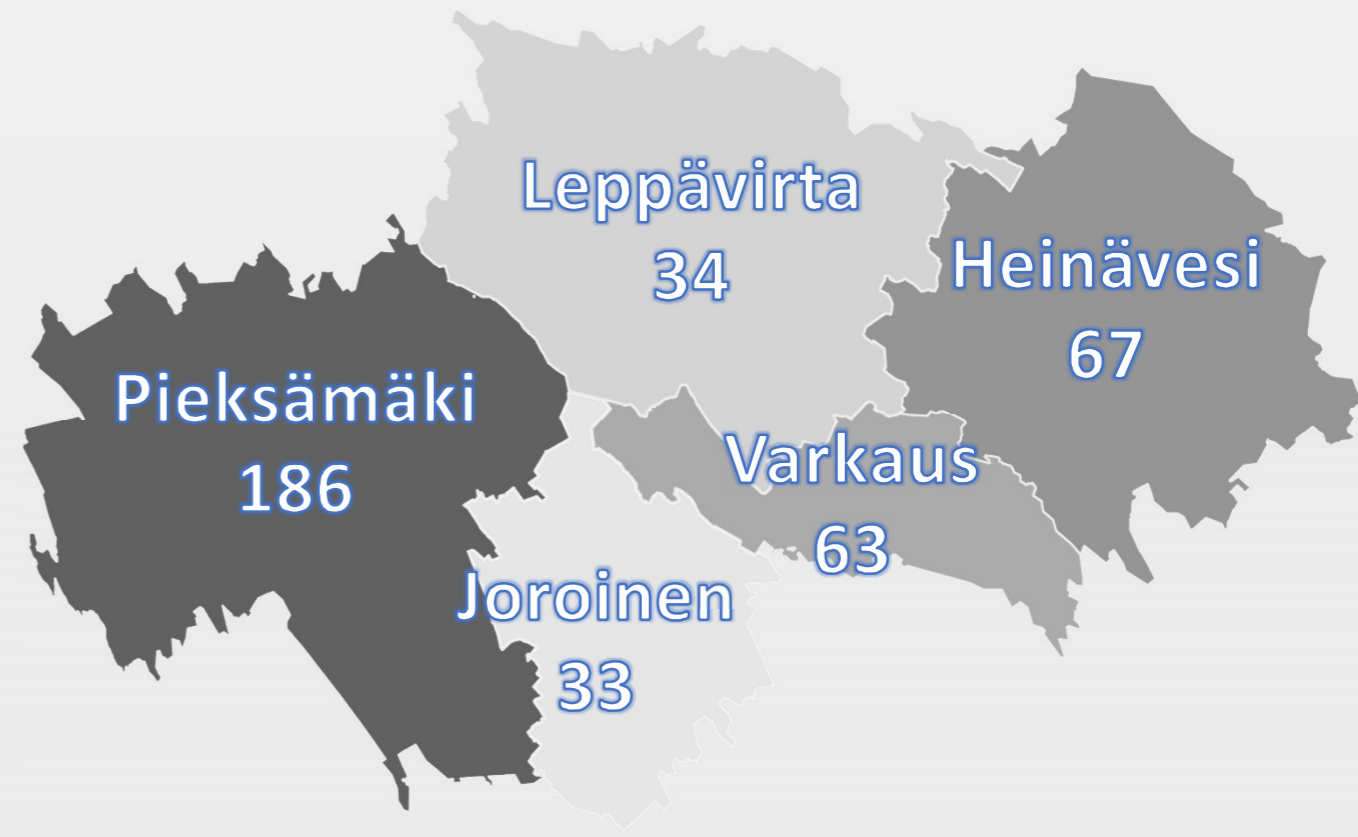 Leppävirta
34
Heinävesi
67
Pieksämäki
186
Varkaus
63
Joroinen
33